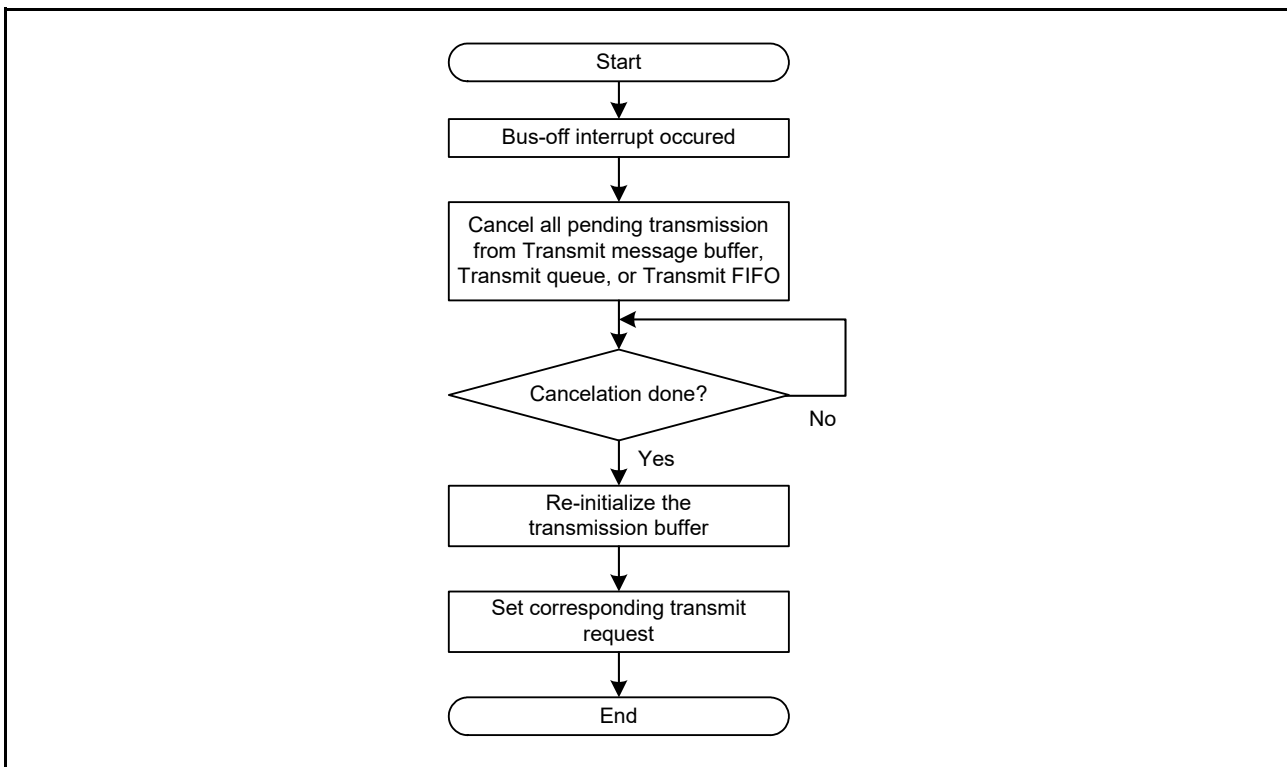 Start
Bus-off interrupt occured
Cancel all pending transmission
from Transmit message buffer,
Transmit queue, or Transmit FIFO
Cancelation done?
No
Yes
Re-initialize the
transmission buffer
Set corresponding transmit
request
End